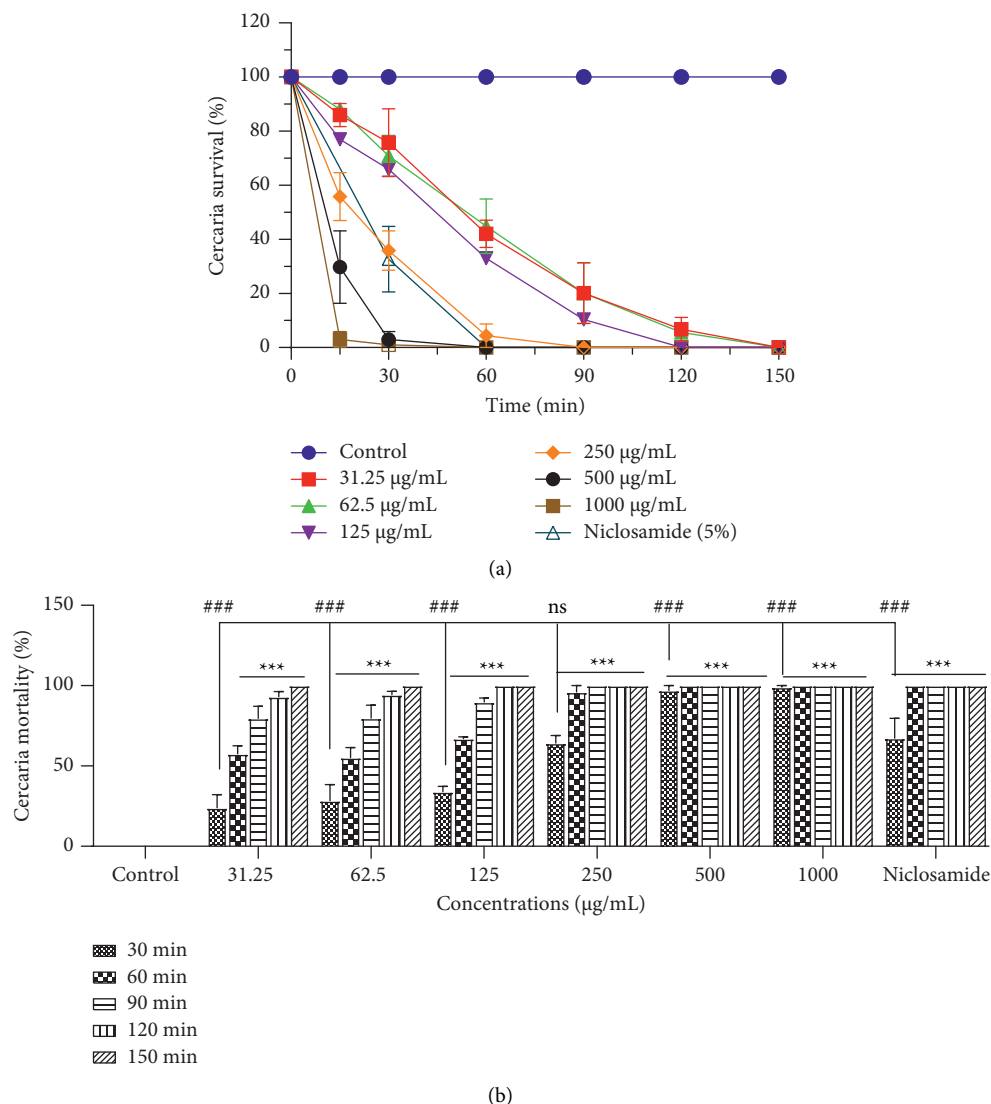 120
100
80
60
40
20
0
Cercaria survival (%)
0 30 60 90 120 150
Time (min)
Control 250 µg/mL
31.25 µg/mL 500 µg/mL
62.5 µg/mL 1000 µg/mL
125 µg/mL Niclosamide (5%)
(a)
150
100
50
0
Cercaria mortality (%)
### ### ### ns ### ### ###
*** *** *** *** *** *** ***
Control 31.25 62.5 125 250 500 1000 Niclosamide
Concentrations (µg/mL)
30 min
60 min
90 min
120 min
150 min
(b)